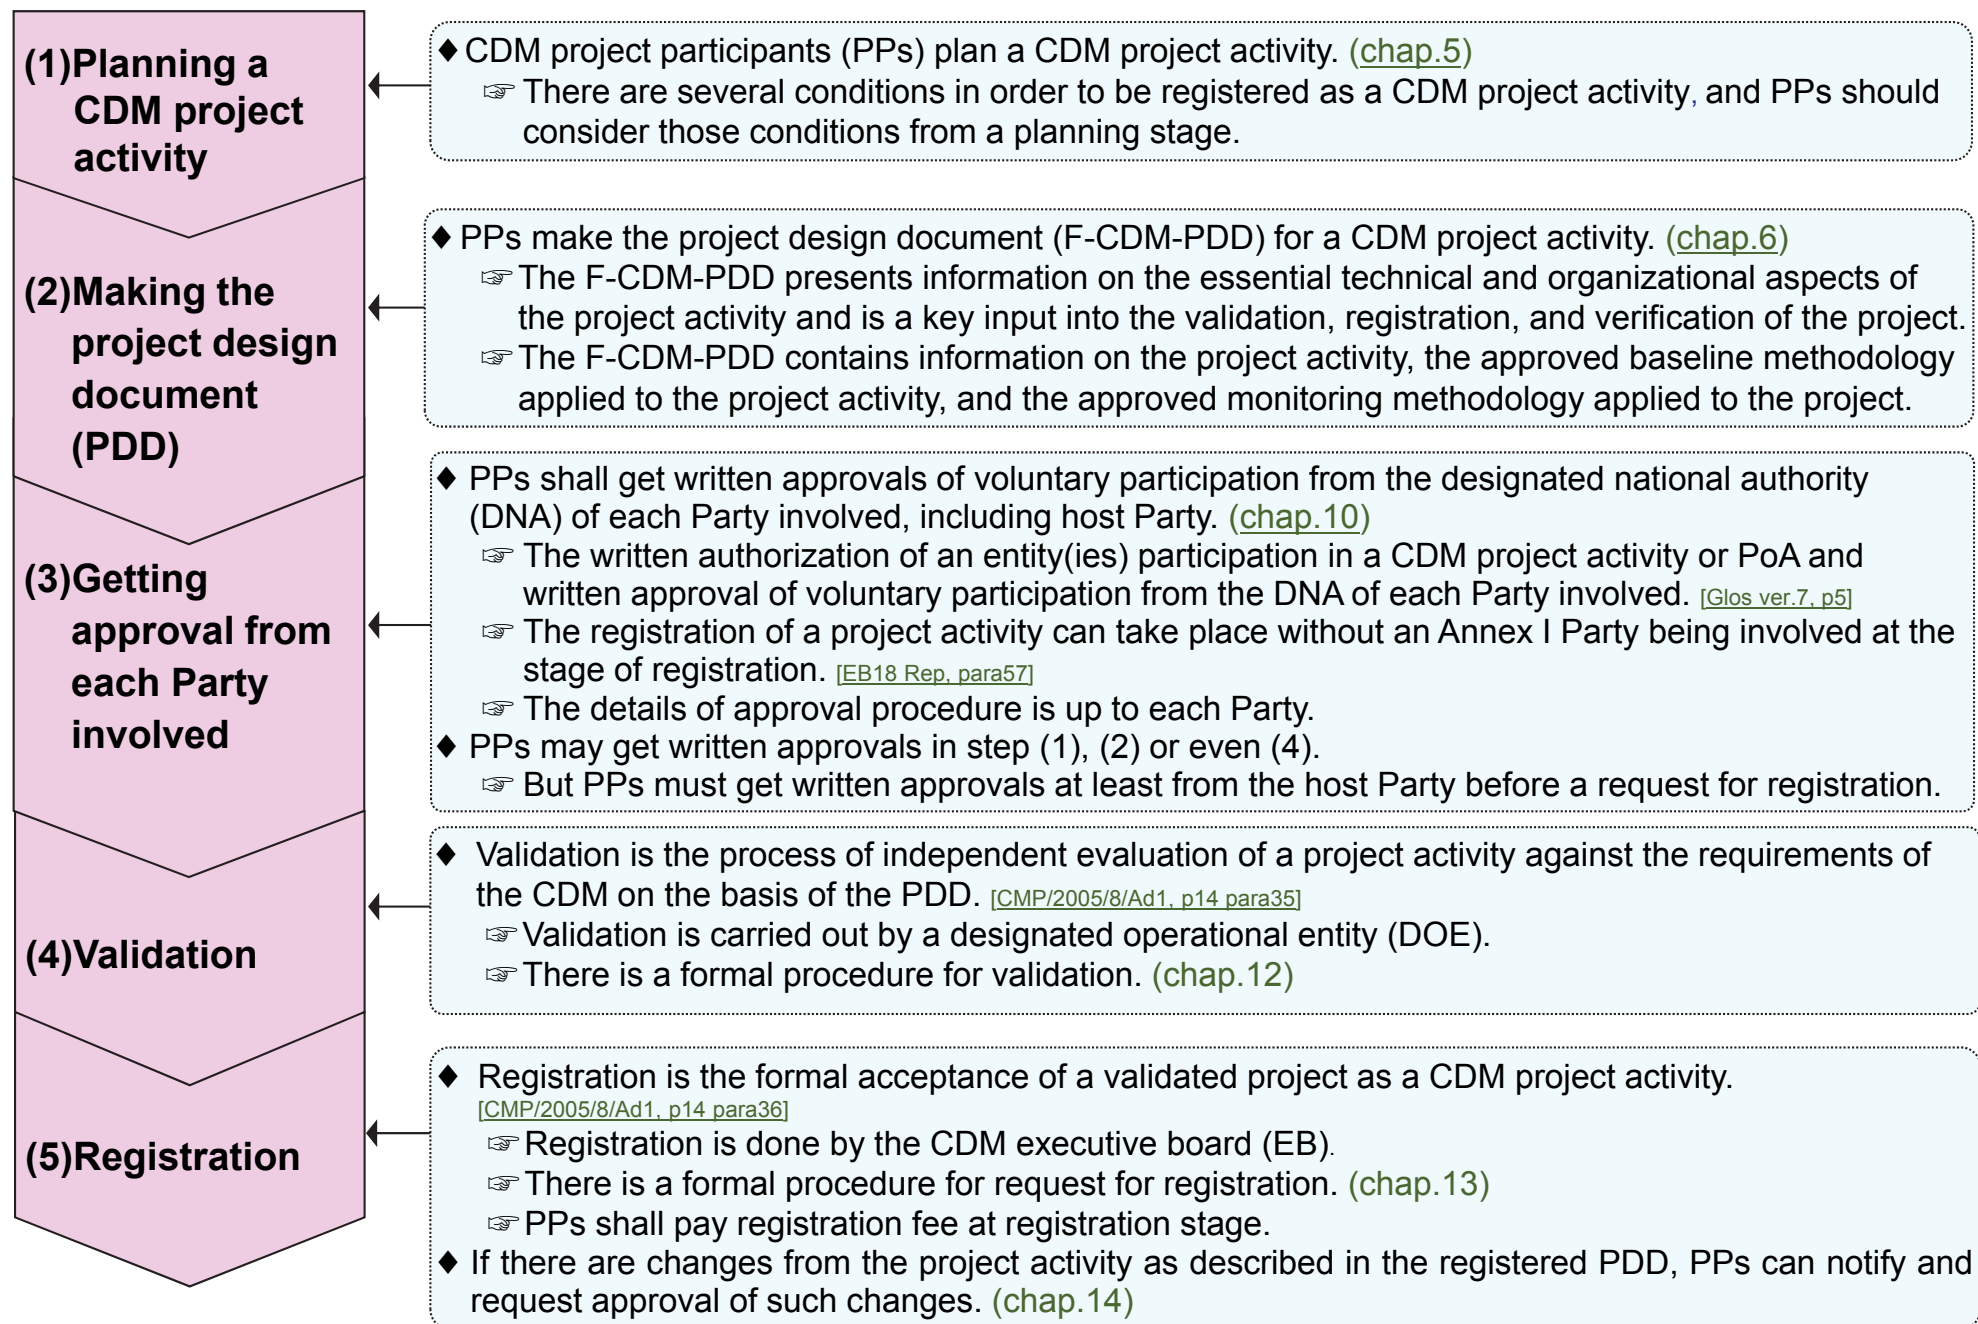 (1)Planning a
CDM project
activity
♦ CDM project participants (PPs) plan a CDM project activity. (chap.5)
☞ There are several conditions in order to be registered as a CDM project activity, and PPs should
consider those conditions from a planning stage.
(2)Making the
project design
document
(PDD)
♦ PPs make the project design document (F-CDM-PDD) for a CDM project activity. (chap.6)
☞ The F-CDM-PDD presents information on the essential technical and organizational aspects of
the project activity and is a key input into the validation, registration, and verification of the project.
☞ The F-CDM-PDD contains information on the project activity, the approved baseline methodology
applied to the project activity, and the approved monitoring methodology applied to the project.
(3)Getting
approval from
each Party
involved
♦ PPs shall get written approvals of voluntary participation from the designated national authority
(DNA) of each Party involved, including host Party. (chap.10)
☞ The written authorization of an entity(ies) participation in a CDM project activity or PoA and
written approval of voluntary participation from the DNA of each Party involved. [Glos ver.7, p5]
☞ The registration of a project activity can take place without an Annex I Party being involved at the
stage of registration. [EB18 Rep, para57]
☞ The details of approval procedure is up to each Party.
♦ PPs may get written approvals in step (1), (2) or even (4).
☞ But PPs must get written approvals at least from the host Party before a request for registration.
(4)Validation
♦ Validation is the process of independent evaluation of a project activity against the requirements of
the CDM on the basis of the PDD. [CMP/2005/8/Ad1, p14 para35]
☞ Validation is carried out by a designated operational entity (DOE).
☞ There is a formal procedure for validation. (chap.12)
(5)Registration
♦ Registration is the formal acceptance of a validated project as a CDM project activity.
[CMP/2005/8/Ad1, p14 para36]
☞ Registration is done by the CDM executive board (EB).
☞ There is a formal procedure for request for registration. (chap.13)
☞ PPs shall pay registration fee at registration stage.
♦ If there are changes from the project activity as described in the registered PDD, PPs can notify and
request approval of such changes. (chap.14)